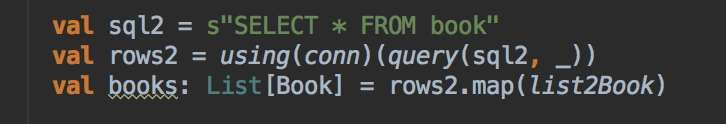 val sql2 = s"SELECT * FROM book"
val rows2 = using(conn)(query(sql2, _))
val books: List[Book] = rows2.map(list2Book)